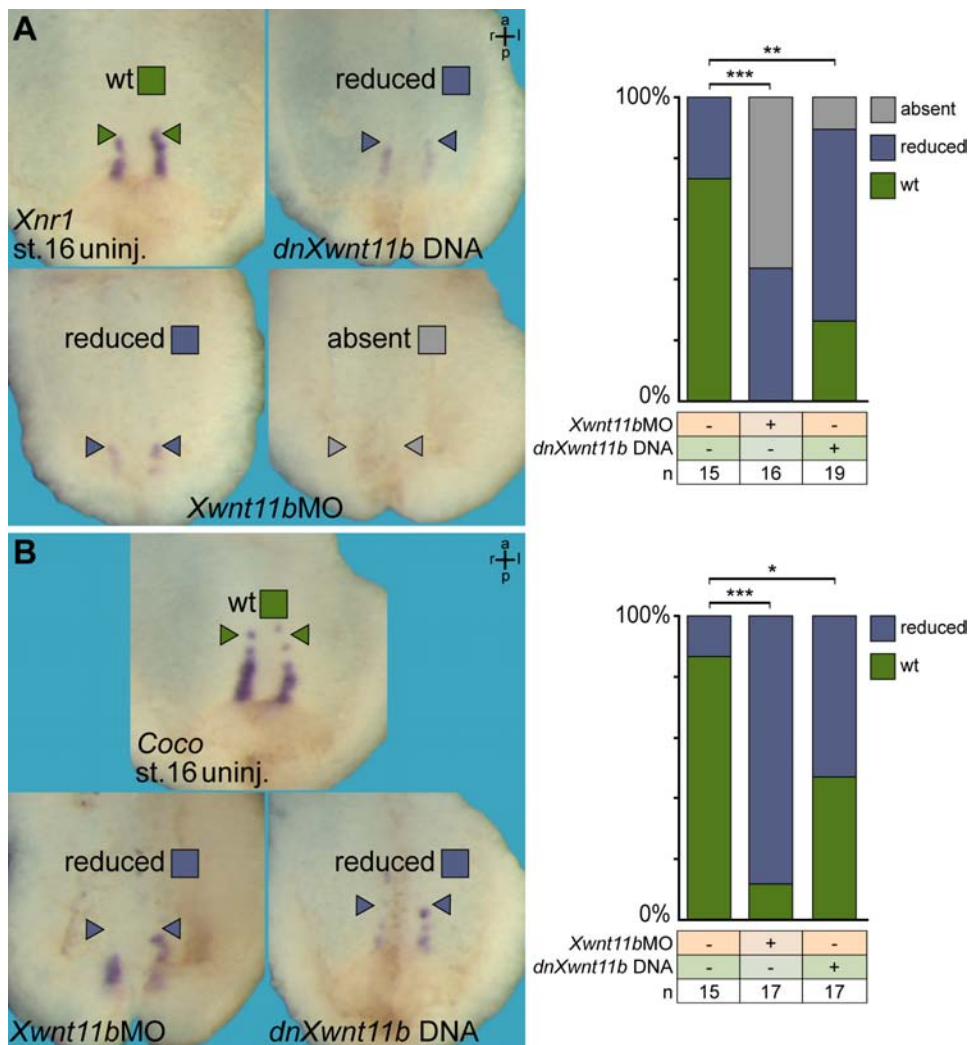 A
a
r l
p
wt
reduced
Xnr1
st.16 uninj.
dnXwnt11b DNA
reduced
absent
Xwnt11bMO
**
***
100%
0%
absent
reduced
wt
Xwnt11bMO - + -
dnXwnt11b DNA - - +
n 15 16 19
B
a
r l
p
wt
Coco
st.16 uninj.
reduced
reduced
Xwnt11bMO
dnXwnt11b DNA
*
***
100%
0%
reduced
wt
Xwnt11bMO - + -
dnXwnt11b DNA - - +
n 15 17 17